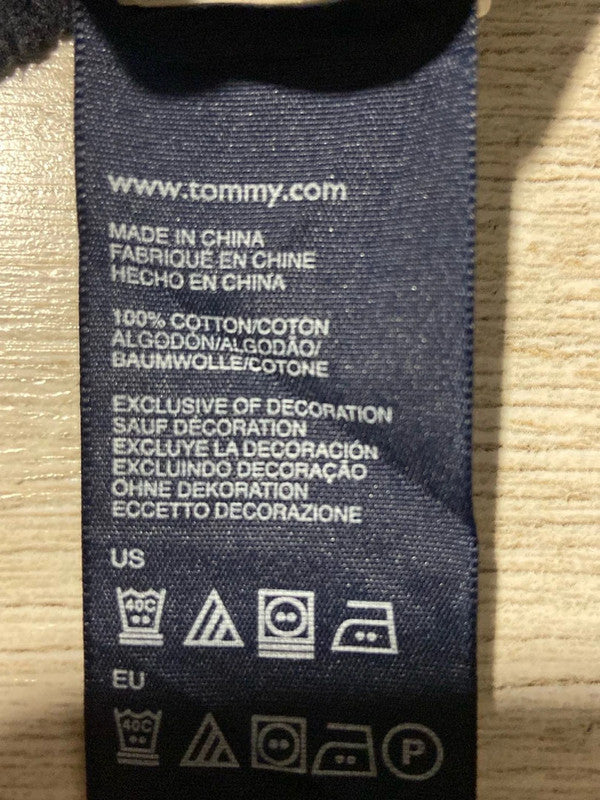 www.tommy.com
MADE IN CHINA
FABRIQUÉ EN CHINE
HECHO EN CHINA
100% COTTON/COTON
ALGODÓN/ALGODÃO/
BAUMWOLLE/COTONE
EXCLUSIVE OF DECORATION
SAUF DÉCORATION
EXCLUYE LA DECORACIÓN
EXCLUINDO DECORAÇÃO
OHNE DEKORATION
ECCETTO DECORAZIONE
US
40C
EU
40C P